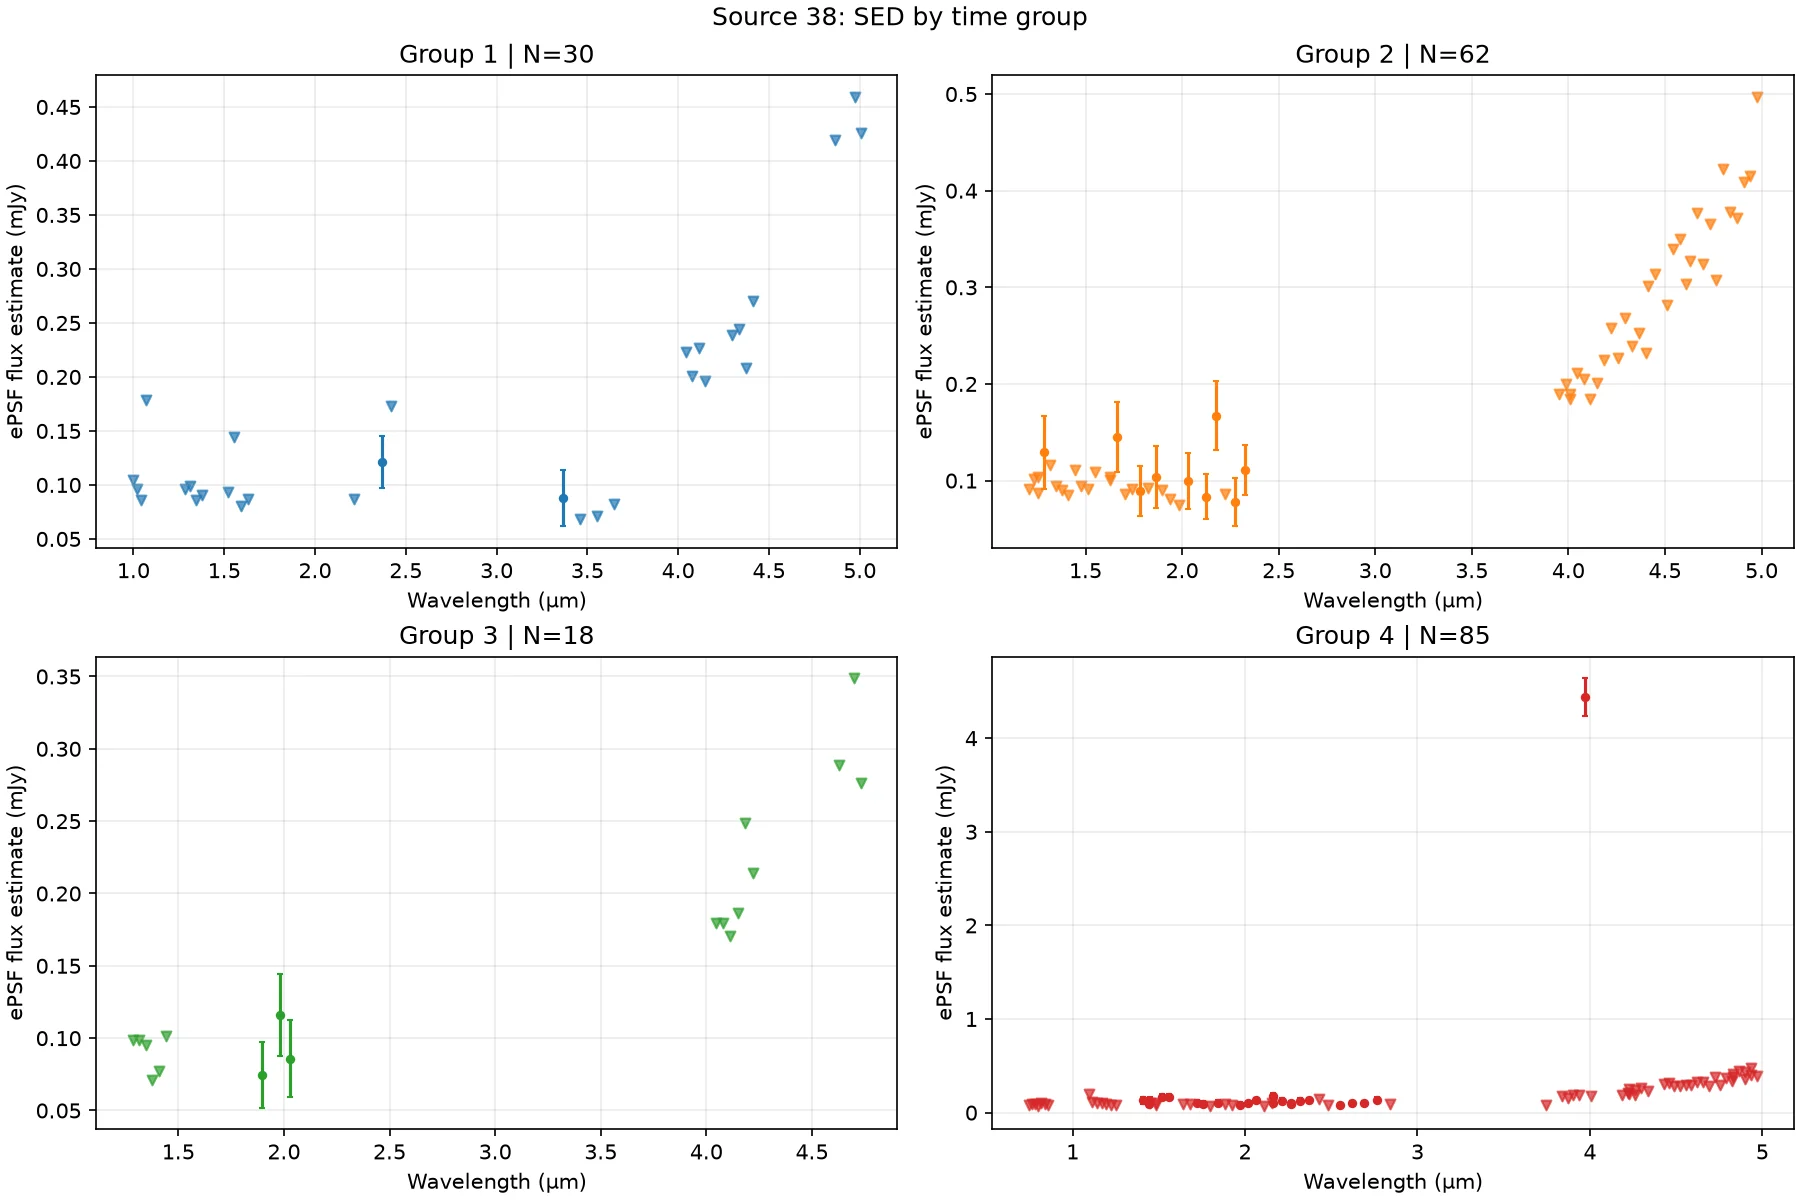 Source 38: SED by time group
Group 1 | N=30
ePSF flux estimate (mJy)
0.45
0.40
0.35
0.30
0.25
0.20
0.15
0.10
0.05
1.0 1.5 2.0 2.5 3.0 3.5 4.0 4.5 5.0
Wavelength (μm)
Group 2 | N=62
ePSF flux estimate (mJy)
0.5
0.4
0.3
0.2
0.1
1.5 2.0 2.5 3.0 3.5 4.0 4.5 5.0
Wavelength (μm)
Group 3 | N=18
ePSF flux estimate (mJy)
0.35
0.30
0.25
0.20
0.15
0.10
0.05
1.5 2.0 2.5 3.0 3.5 4.0 4.5
Wavelength (μm)
Group 4 | N=85
ePSF flux estimate (mJy)
4
3
2
1
0
1 2 3 4 5
Wavelength (μm)